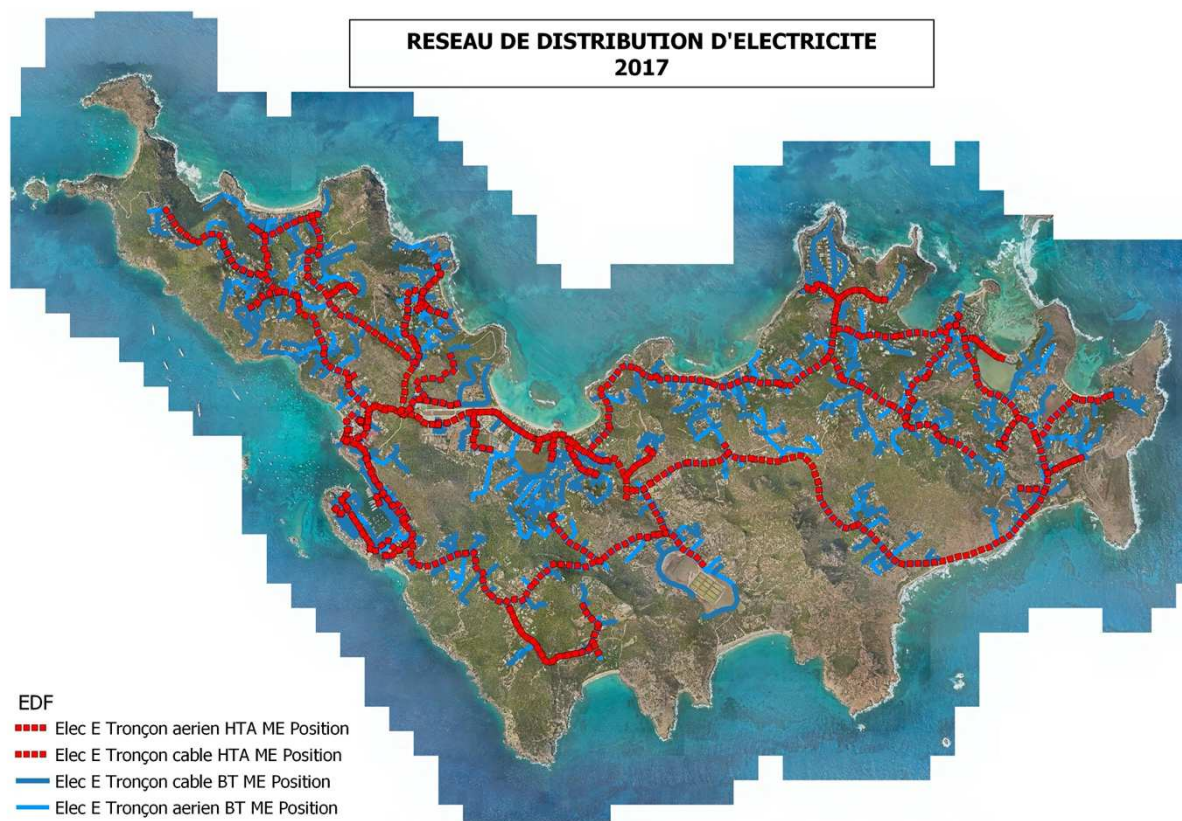 RESEAU DE DISTRIBUTION D'ELECTRICITE
2017
EDF
Elec E Tronçon aerien HTA ME Position
Elec E Tronçon cable HTA ME Position
Elec E Tronçon cable BT ME Position
Elec E Tronçon aerien BT ME Position